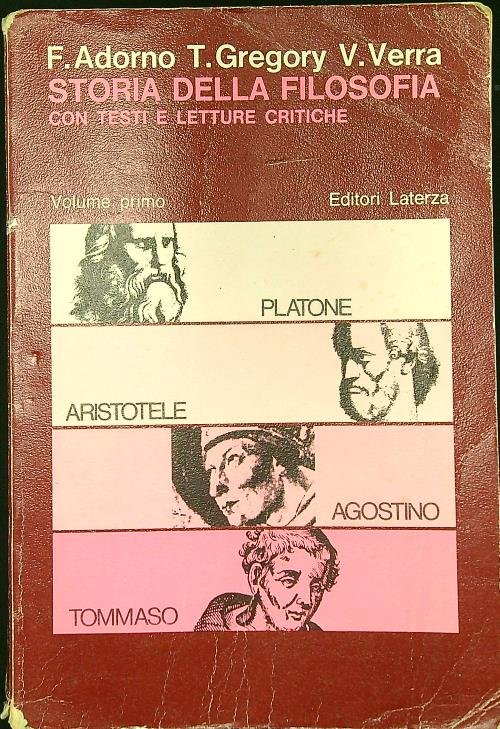 F. Adorno T. Gregory V. Verra
STORIA DELLA FILOSOFIA
CON TESTI E LETTURE CRITICHE
Volume primo
Editori Laterza
PLATONE
ARISTOTELE
AGOSTINO
TOMMASO